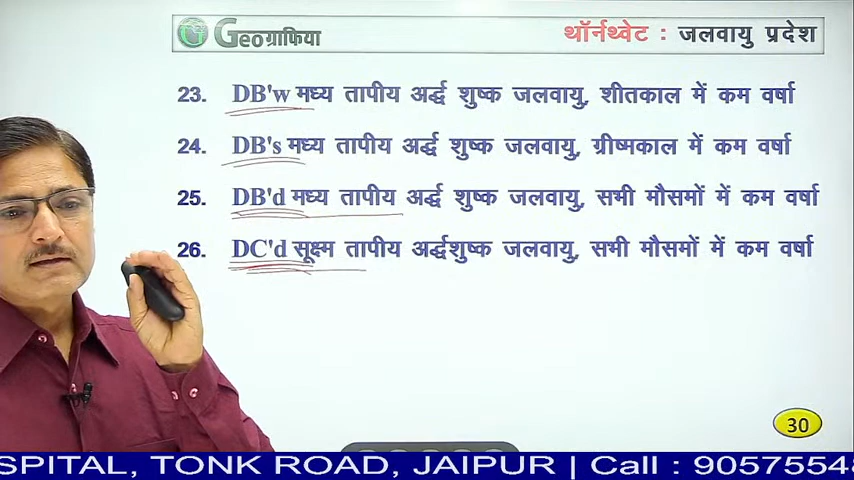 Geoग्राफिया
थॉर्नथ्वेट : जलवायु प्रदेश
23. DB'w मध्य तापीय अर्द्ध शुष्क जलवायु, शीतकाल में कम वर्षा
24. DB's मध्य तापीय अर्द्ध शुष्क जलवायु, ग्रीष्मकाल में कम वर्षा
25. DB'd मध्य तापीय अर्द्ध शुष्क जलवायु, सभी मौसमों में कम वर्षा
26. DC'd सूक्ष्म तापीय अर्द्धशुष्क जलवायु, सभी मौसमों में कम वर्षा
30
SPITAL, TONK ROAD, JAIPUR | Call : 9057554